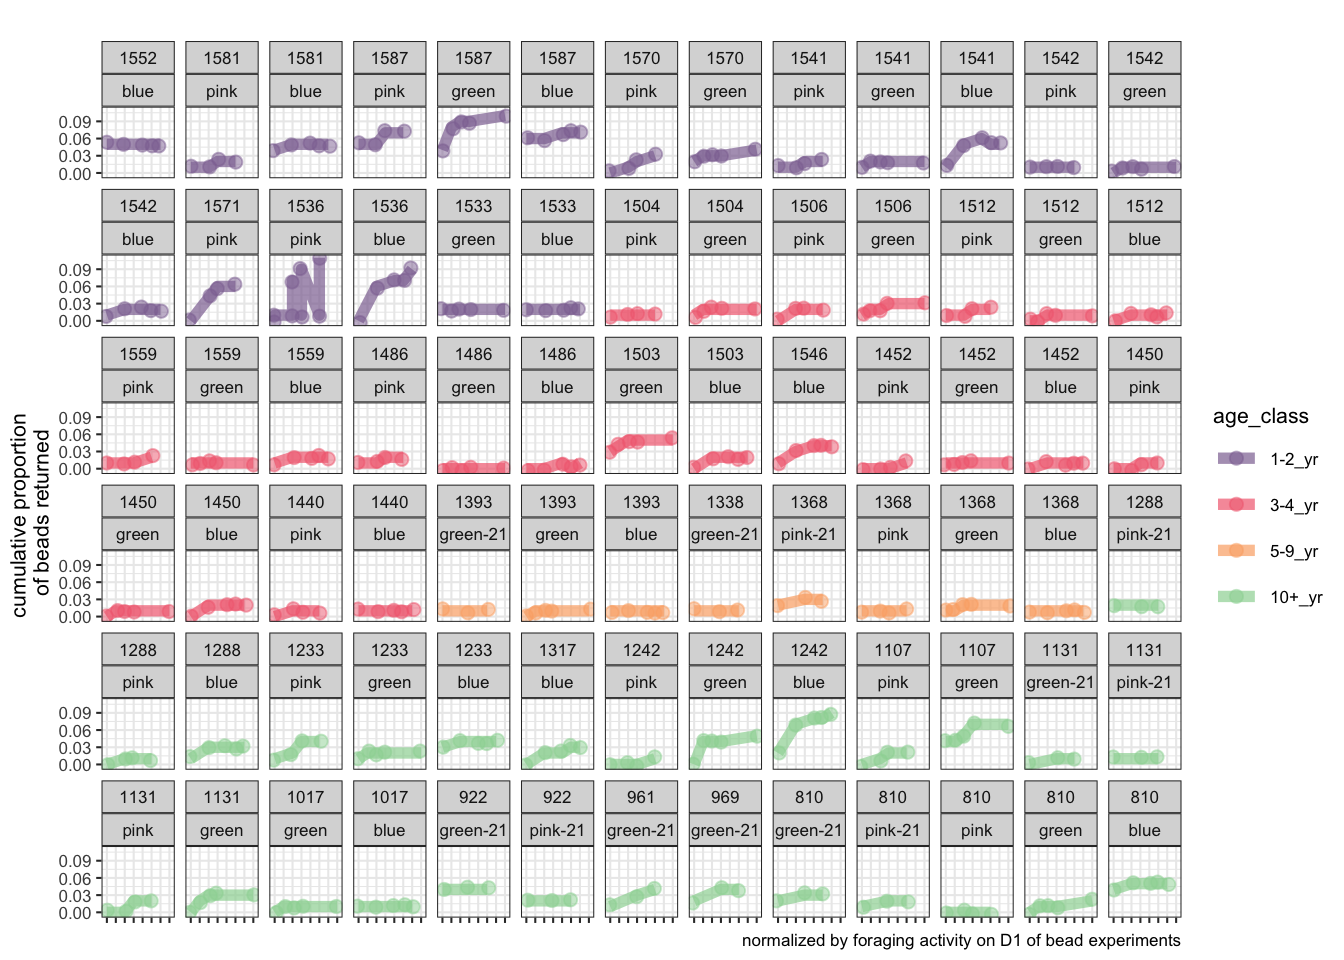 1552 1581 1581 1587 1587 1587 1570 1570 1541 1541 1541 1542 1542
blue pink blue pink green blue pink green pink green blue pink green
0.09
0.06
0.03
0.00
1542 1571 1536 1536 1533 1533 1504 1504 1506 1506 1512 1512 1512
blue pink pink blue green blue pink green pink green pink green blue
0.09
0.06
0.03
0.00
1559 1559 1559 1486 1486 1486 1503 1503 1546 1452 1452 1452 1450
pink green blue pink green blue green blue blue pink green blue pink
0.09
0.06
0.03
0.00
1450 1450 1440 1440 1393 1393 1393 1338 1368 1368 1368 1368 1288
green blue pink blue green-21 green blue green-21 pink-21 pink green blue pink-21
0.09
0.06
0.03
0.00
1288 1288 1233 1233 1233 1317 1242 1242 1242 1107 1107 1131 1131
pink blue pink green blue blue pink green blue pink green green-21 pink-21
0.09
0.06
0.03
0.00
1131 1131 1017 1017 922 922 961 969 810 810 810 810 810
pink green green blue green-21 pink-21 green-21 green-21 green-21 pink-21 pink green blue
0.09
0.06
0.03
0.00
cumulative proportion
of beads returned
normalized by foraging activity on D1 of bead experiments
age_class
1-2_yr
3-4_yr
5-9_yr
10+_yr